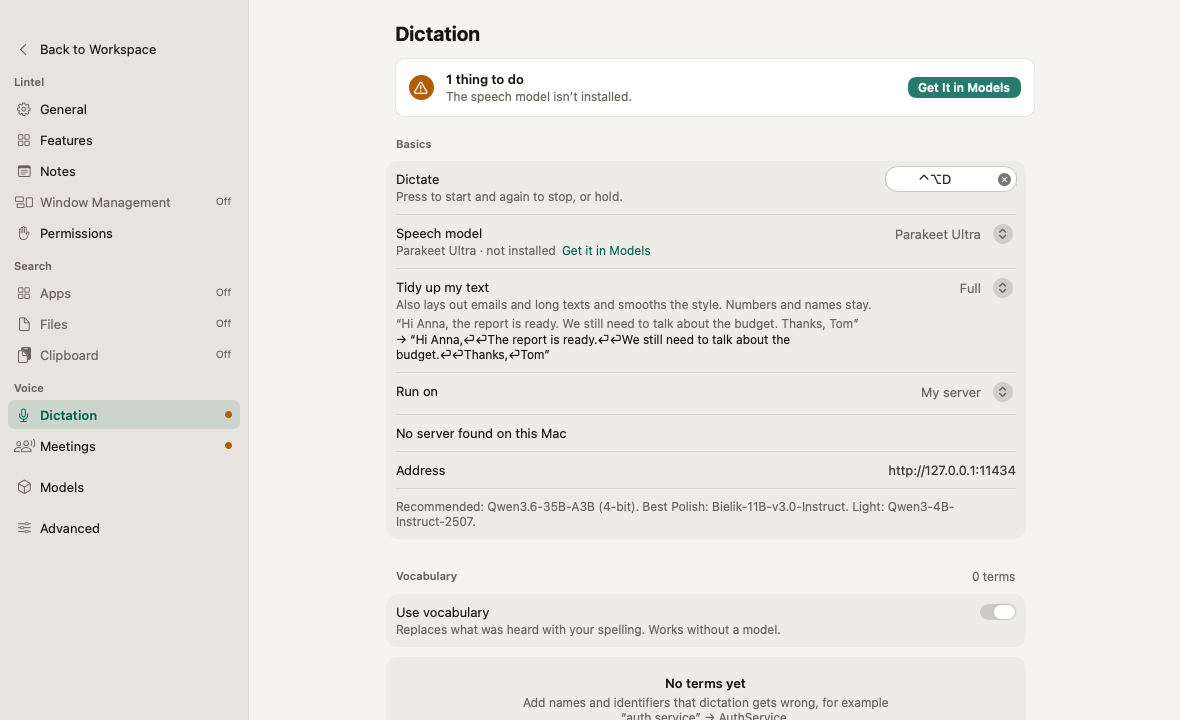 Back to Workspace
Lintel
General
Features
Notes
Window Management Off
Permissions
Search
Apps Off
Files Off
Clipboard Off
Voice
Dictation
Meetings
Models
Advanced
Dictation
1 thing to do
The speech model isn’t installed.
Get It in Models
Basics
Dictate
Press to start and again to stop, or hold.
⌃⌥D
Speech model
Parakeet Ultra · not installed Get it in Models
Parakeet Ultra
Tidy up my text
Also lays out emails and long texts and smooths the style. Numbers and names stay.
Full
“Hi Anna, the report is ready. We still need to talk about the budget. Thanks, Tom”
→ “Hi Anna,⏎⏎The report is ready.⏎⏎We still need to talk about the
budget.⏎⏎Thanks,⏎Tom”
Run on My server
No server found on this Mac
Address http://127.0.0.1:11434
Recommended: Qwen3.6-35B-A3B (4-bit). Best Polish: Bielik-11B-v3.0-Instruct. Light: Qwen3-4B-
Instruct-2507.
Vocabulary 0 terms
Use vocabulary
Replaces what was heard with your spelling. Works without a model.
No terms yet
Add names and identifiers that dictation gets wrong, for example
“auth service” → AuthService